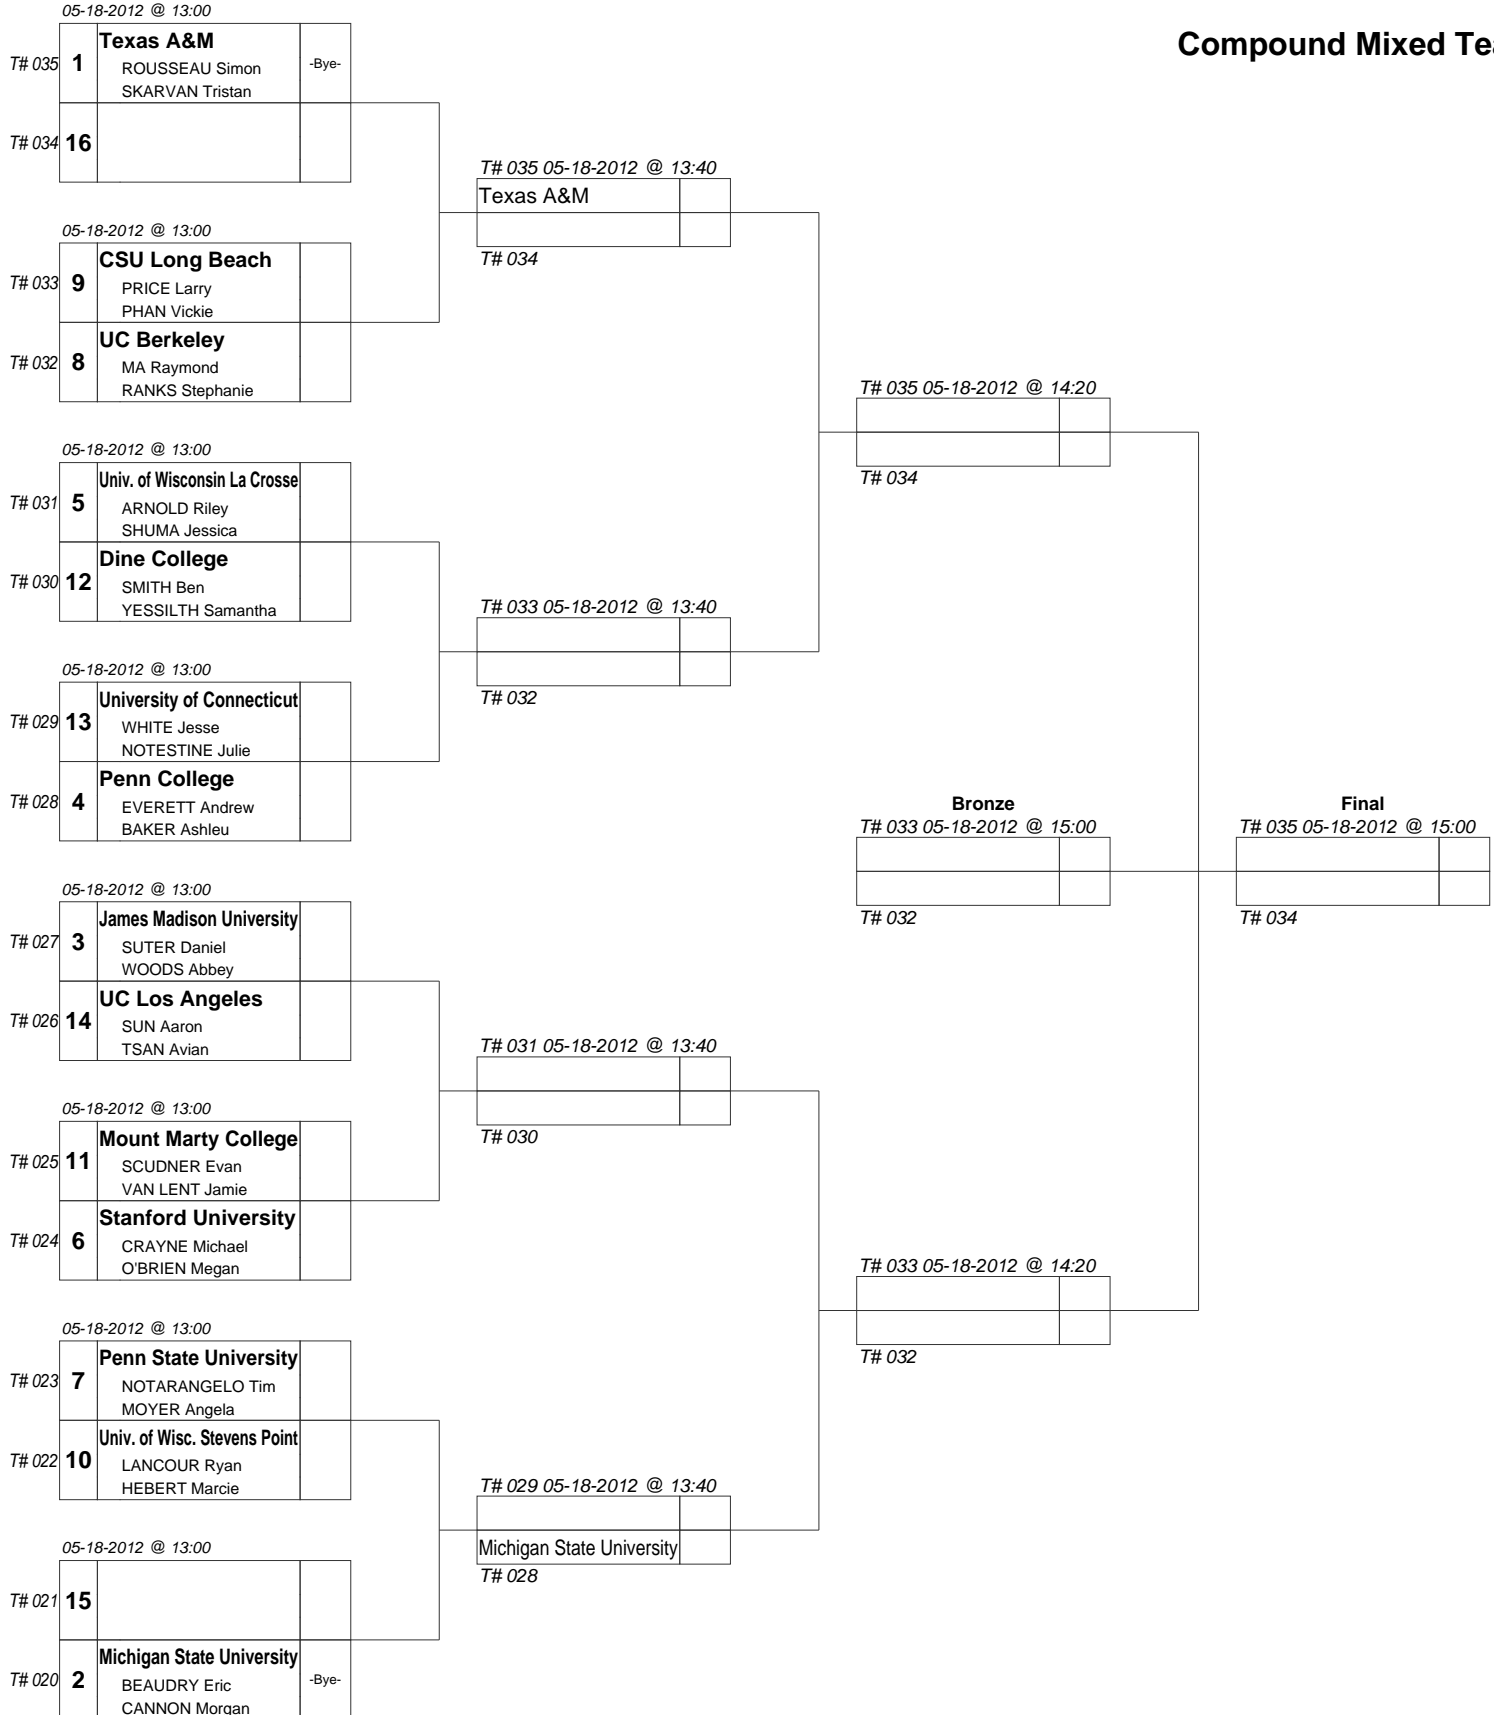 Compound Mixed Tea
05-18-2012 @ 13:00
T# 035 1 Texas A&M -Bye-
ROUSSEAU Simon
SKARVAN Tristan
T# 034 16
05-18-2012 @ 13:00
T# 033 9 CSU Long Beach
PRICE Larry
PHAN Vickie
T# 032 8 UC Berkeley
MA Raymond
RANKS Stephanie
05-18-2012 @ 13:00
T# 031 5 Univ. of Wisconsin La Crosse
ARNOLD Riley
SHUMA Jessica
T# 030 12 Dine College
SMITH Ben
YESSILTH Samantha
05-18-2012 @ 13:00
T# 029 13 University of Connecticut
WHITE Jesse
NOTESTINE Julie
T# 028 4 Penn College
EVERETT Andrew
BAKER Ashleu
05-18-2012 @ 13:00
T# 027 3 James Madison University
SUTER Daniel
WOODS Abbey
T# 026 14 UC Los Angeles
SUN Aaron
TSAN Avian
05-18-2012 @ 13:00
T# 025 11 Mount Marty College
SCUDNER Evan
VAN LENT Jamie
T# 024 6 Stanford University
CRAYNE Michael
O'BRIEN Megan
05-18-2012 @ 13:00
T# 023 7 Penn State University
NOTARANGELO Tim
MOYER Angela
T# 022 10 Univ. of Wisc. Stevens Point
LANCOUR Ryan
HEBERT Marcie
05-18-2012 @ 13:00
T# 021 15
T# 020 2 Michigan State University -Bye-
BEAUDRY Eric
CANNON Morgan
T# 035 05-18-2012 @ 13:40
Texas A&M
T# 034
T# 033 05-18-2012 @ 13:40
T# 032
T# 031 05-18-2012 @ 13:40
T# 030
T# 029 05-18-2012 @ 13:40
Michigan State University
T# 028
T# 035 05-18-2012 @ 14:20
T# 034
Bronze
T# 033 05-18-2012 @ 15:00
T# 032
T# 033 05-18-2012 @ 14:20
T# 032
Final
T# 035 05-18-2012 @ 15:00
T# 034